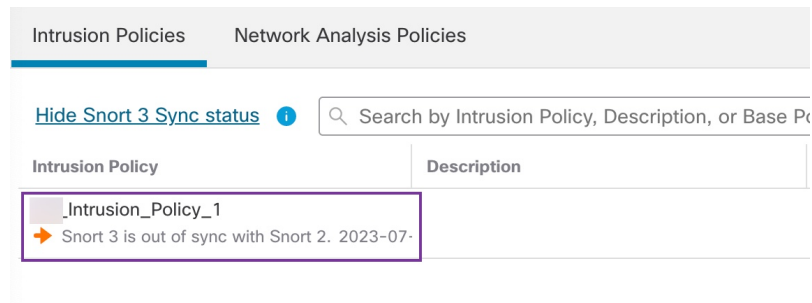 Intrusion Policies Network Analysis Policies
Hide Snort 3 Sync status i Search by Intrusion Policy, Description, or Base
Intrusion Policy Description
_Intrusion_Policy_1
Snort 3 is out of sync with Snort 2. 2023-07-